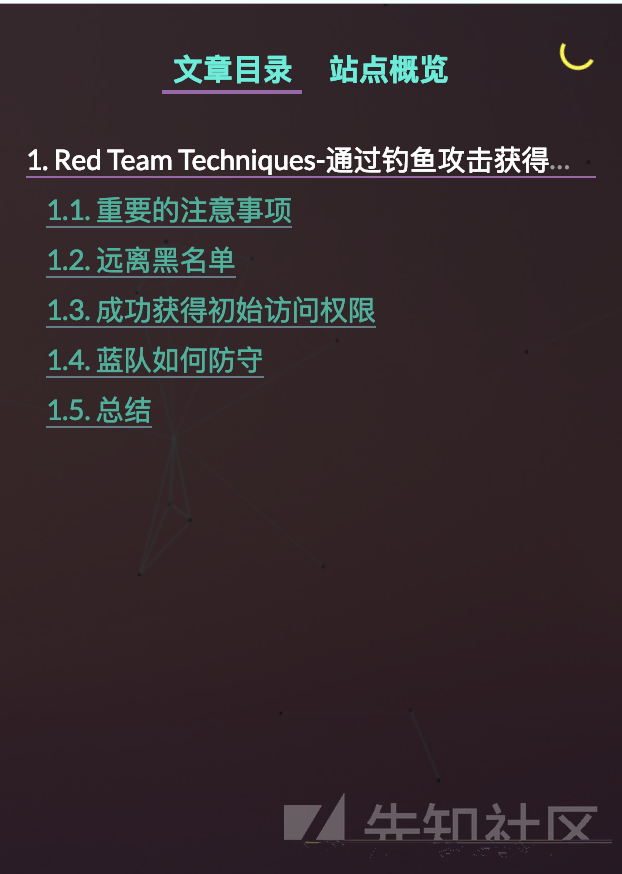 文章目录 站点概览
1. Red Team Techniques-通过钓鱼攻击获得...
1.1. 重要的注意事项
1.2. 远离黑名单
1.3. 成功获得初始访问权限
1.4. 蓝队如何防守
1.5. 总结
先知社区